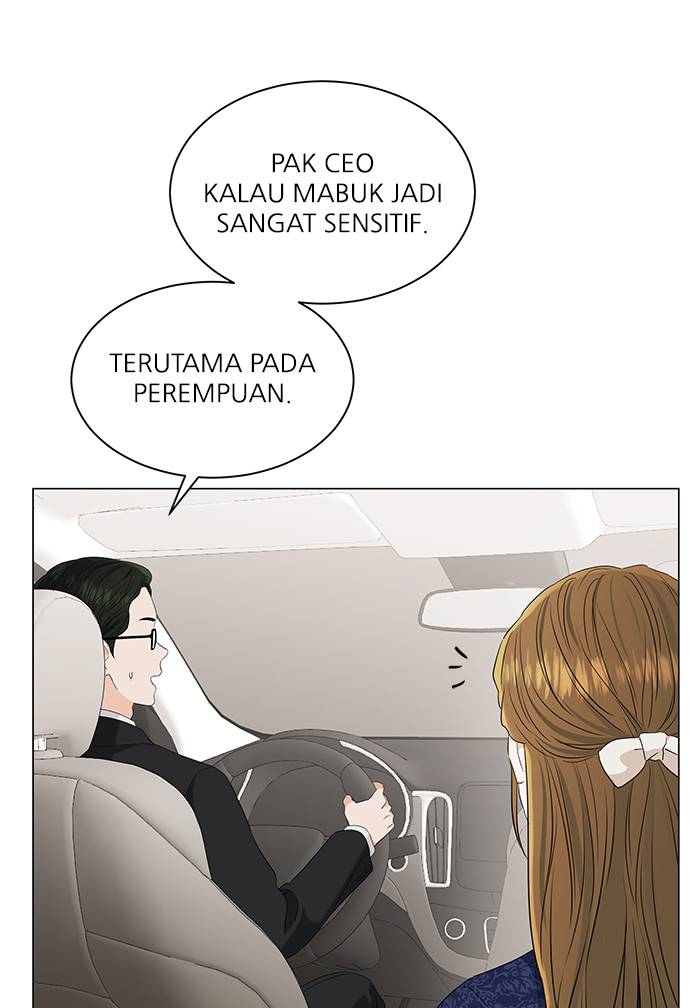 PAK CEO
KALAU MABUK JADI
SANGAT SENSITIF.
TERUTAMA PADA
PEREMPUAN.